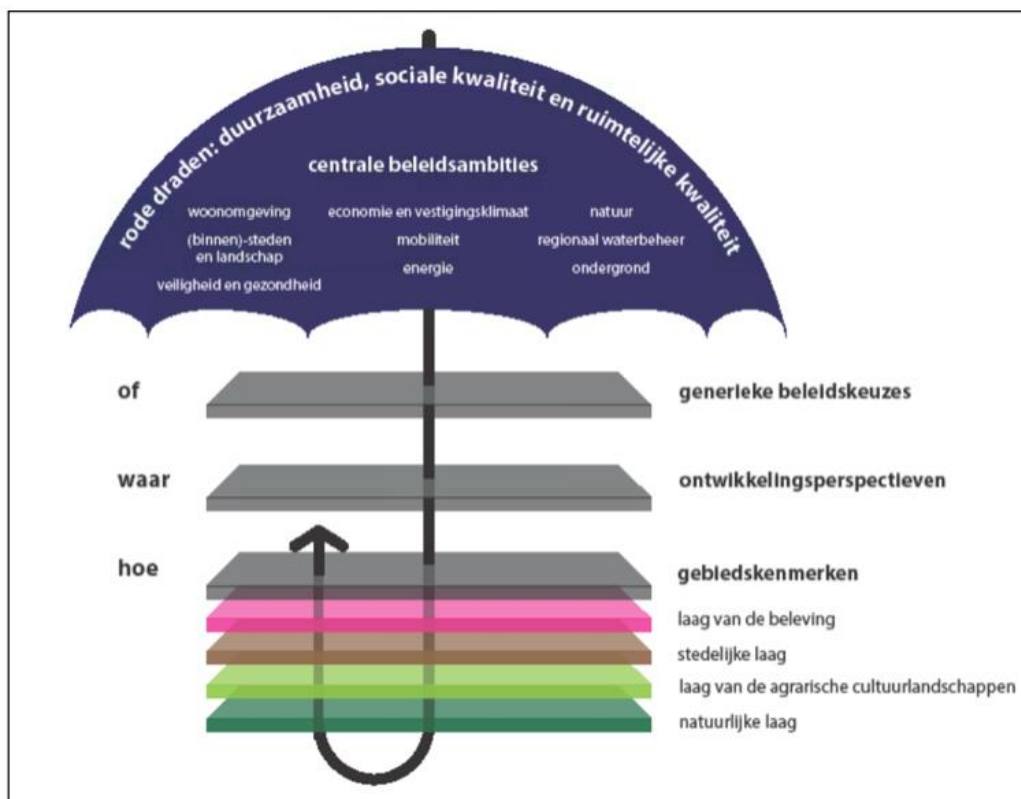 rode draden: duurzaamheid, sociale kwaliteit en ruimtelijke kwaliteit
centrale beleidsambities
woonomgeving
(binnen)-steden
en landschap
veiligheid en gezondheid
economie en vestigingsklimaat
mobiliteit
energie
natuur
regionaal waterbeheer
ondergrond
of
generieke beleidskeuzes
waar
ontwikkelingsperspectieven
hoe
gebiedskenmerken
laag van de beleving
stedelijke laag
laag van de agrarische cultuurlandschappen
natuurlijke laag